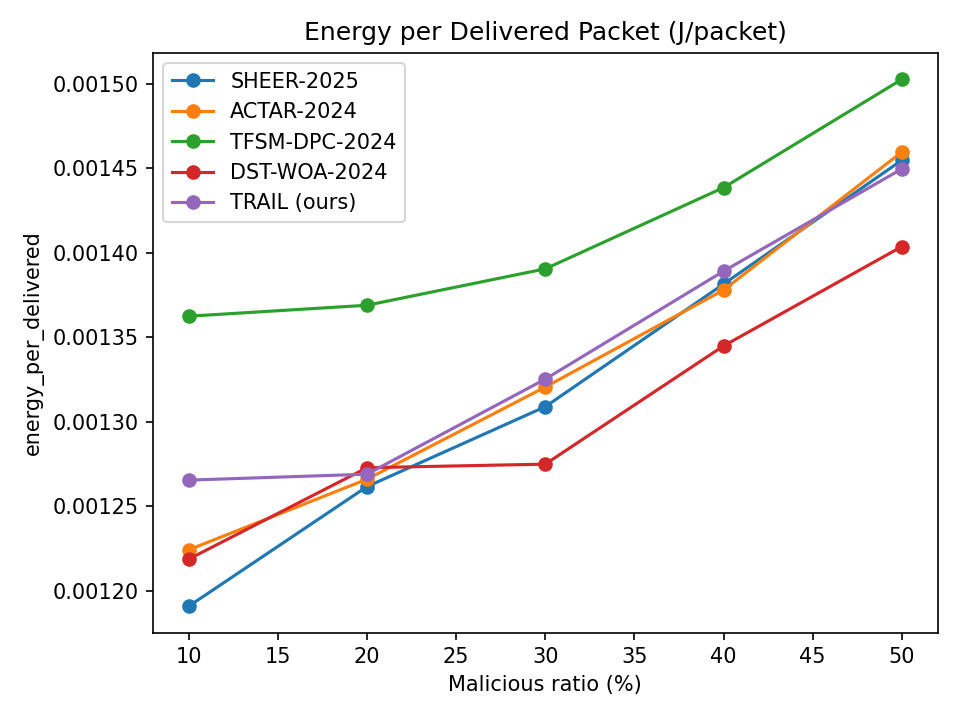 Energy per Delivered Packet (J/packet)
SHEER-2025
ACTAR-2024
TFSM-DPC-2024
DST-WOA-2024
TRAIL (ours)
0.00150
0.00145
0.00140
0.00135
0.00130
0.00125
0.00120
energy_per_delivered
10 15 20 25 30 35 40 45 50
Malicious ratio (%)